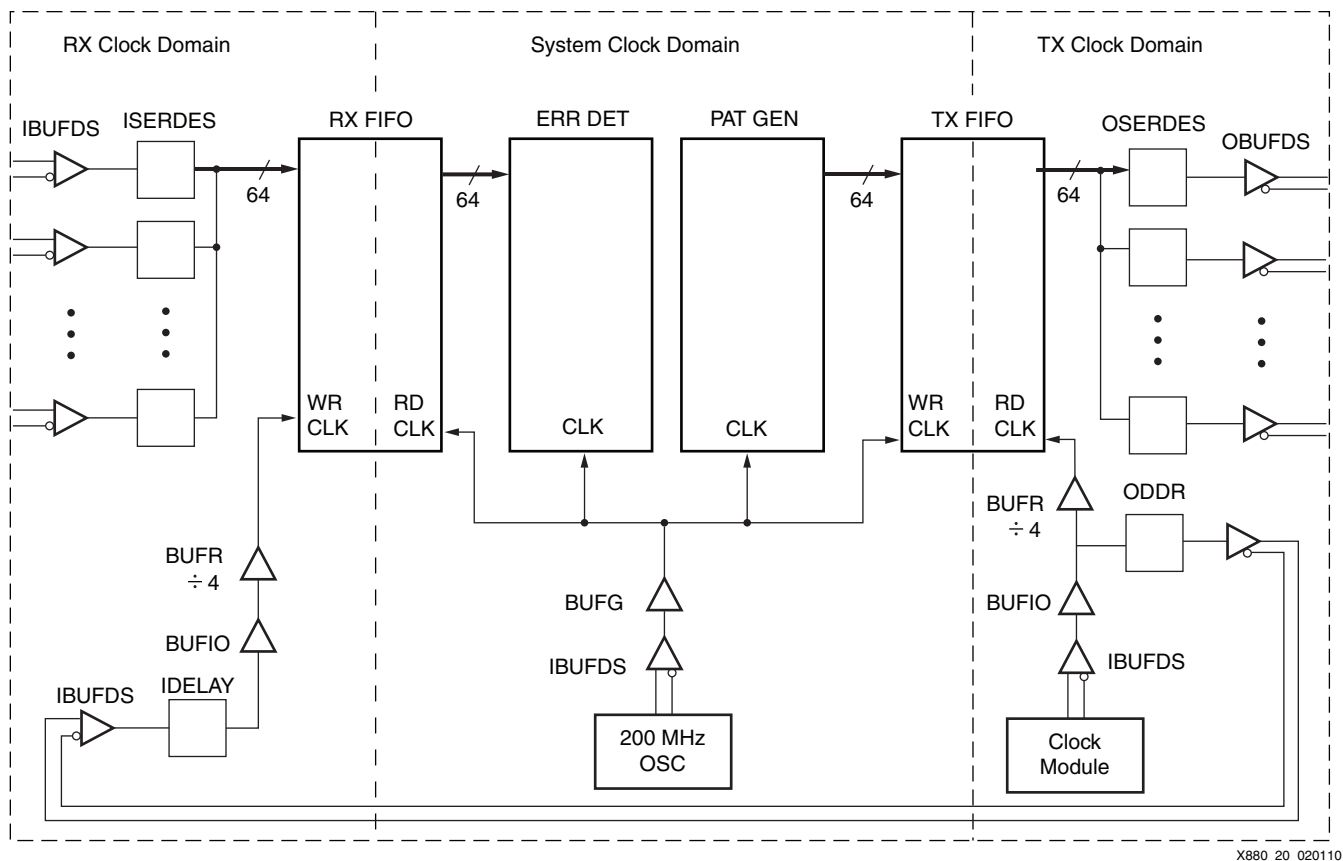 RX Clock Domain
System Clock Domain
TX Clock Domain
IBUFDS
ISERDES
RX FIFO
ERR DET
PAT GEN
TX FIFO
OSERDES
OBUFDS
64
64
64
64
WR
CLK
RD
CLK
CLK
CLK
WR
CLK
RD
CLK
BUFR
÷ 4
ODDR
BUFR
÷ 4
BUFG
BUFIO
BUFIO
IBUFDS
IBUFDS
IBUFDS
IDELAY
200 MHz
OSC
Clock
Module
X880_20_020110